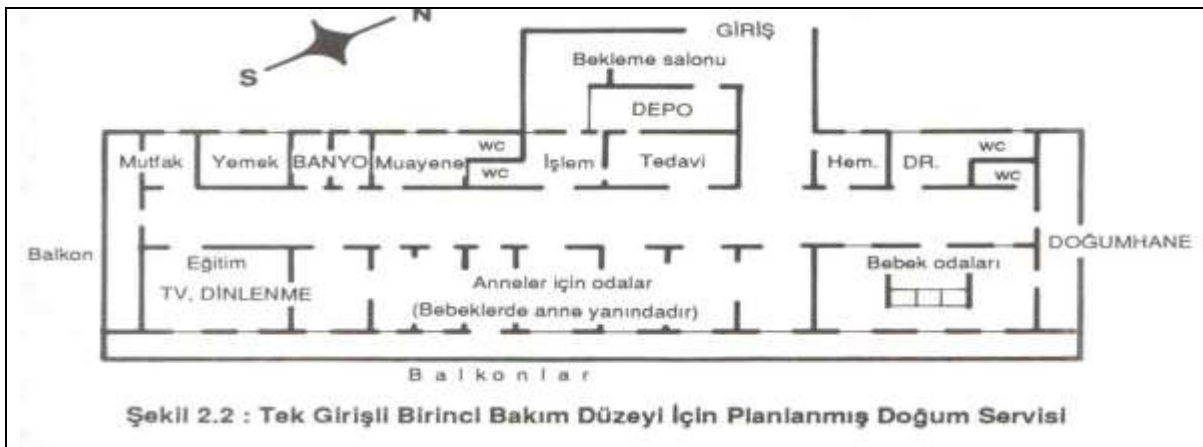 N
S
GİRİŞ
Bekleme salonu
DEPO
Mutfak Yemek BANYO Muayene wc wc İşlem Tedavi Hem. DR. wc wc
Balkon
DOĞUMHANE
Eğitim
TV, DİNLENME
Anneler için odalar
(Bebeklerde anne yanındadır)
Bebek odaları
Balkonlar
Şekil 2.2 : Tek Girişli Birinci Bakım Düzeyi İçin Planlanmış Doğum Servisi